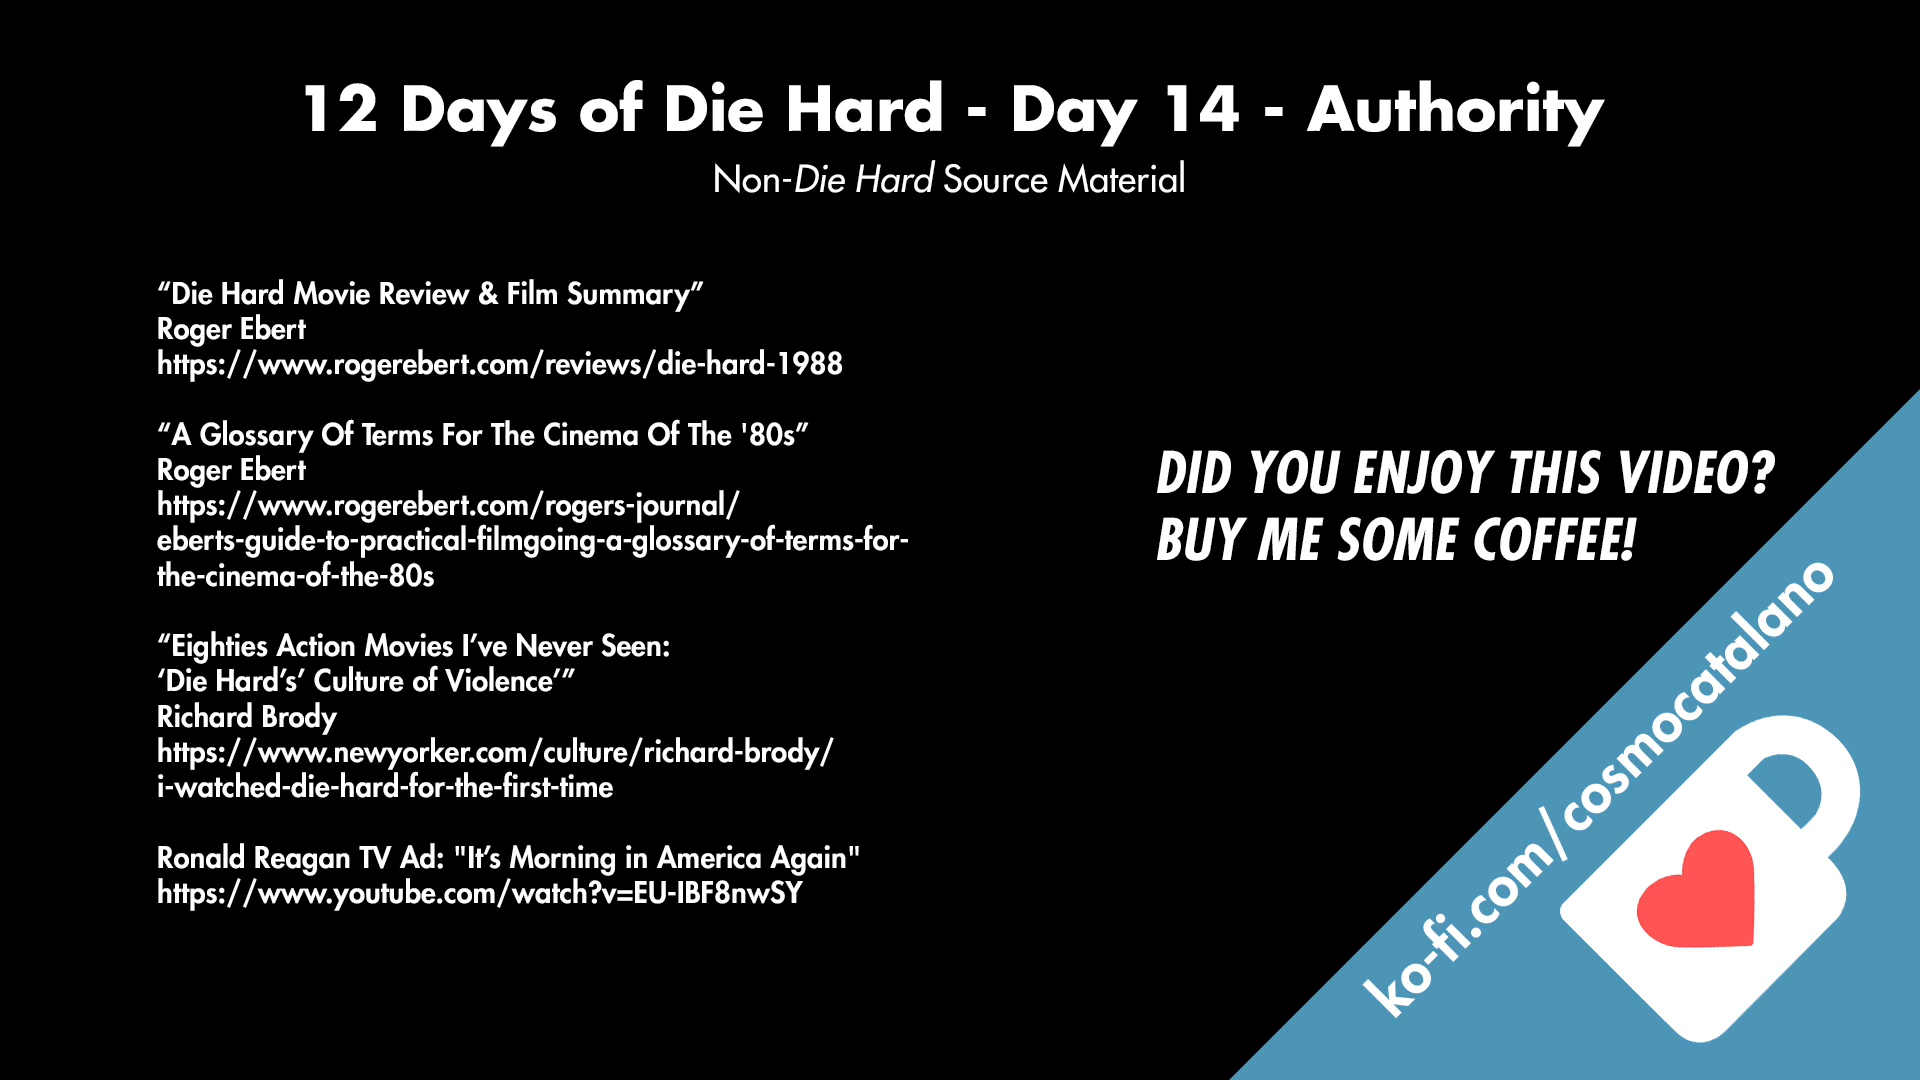 12 Days of Die Hard - Day 14 - Authority
Non-Die Hard Source Material
“Die Hard Movie Review & Film Summary”
Roger Ebert
https://www.rogerebert.com/reviews/die-hard-1988
“A Glossary Of Terms For The Cinema Of The '80s”
Roger Ebert
https://www.rogerebert.com/rogers-journal/
eberts-guide-to-practical-filmgoing-a-glossary-of-terms-for-
the-cinema-of-the-80s
“Eighties Action Movies I’ve Never Seen:
‘Die Hard’s’ Culture of Violence’”
Richard Brody
https://www.newyorker.com/culture/richard-brody/
i-watched-die-hard-for-the-first-time
Ronald Reagan TV Ad: "It’s Morning in America Again"
https://www.youtube.com/watch?v=EU-IBF8nwSY
DID YOU ENJOY THIS VIDEO?
BUY ME SOME COFFEE!
ko-fi.com/cosmocatalano